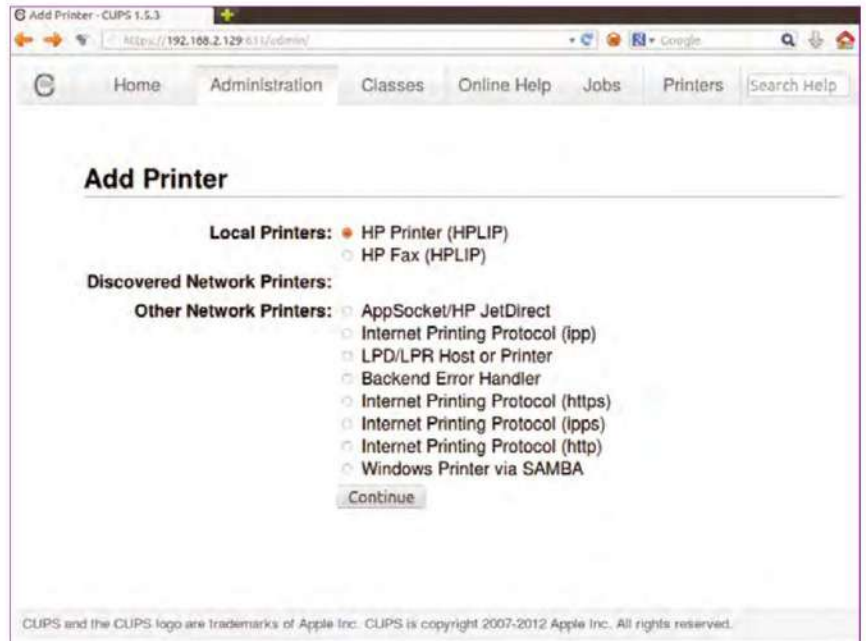 Add Printer - CUPS 1.5.3
https://192.168.2.129:631/admin/
Google
Home Administration Classes Online Help Jobs Printers Search Help
Add Printer
Local Printers: HP Printer (HPLIP)
HP Fax (HPLIP)
Discovered Network Printers:
Other Network Printers: AppSocket/HP JetDirect
Internet Printing Protocol (ipp)
LPD/LPR Host or Printer
Backend Error Handler
Internet Printing Protocol (https)
Internet Printing Protocol (ipps)
Internet Printing Protocol (http)
Windows Printer via SAMBA
Continue
CUPS and the CUPS logo are trademarks of Apple Inc. CUPS is copyright 2007-2012 Apple Inc. All rights reserved.